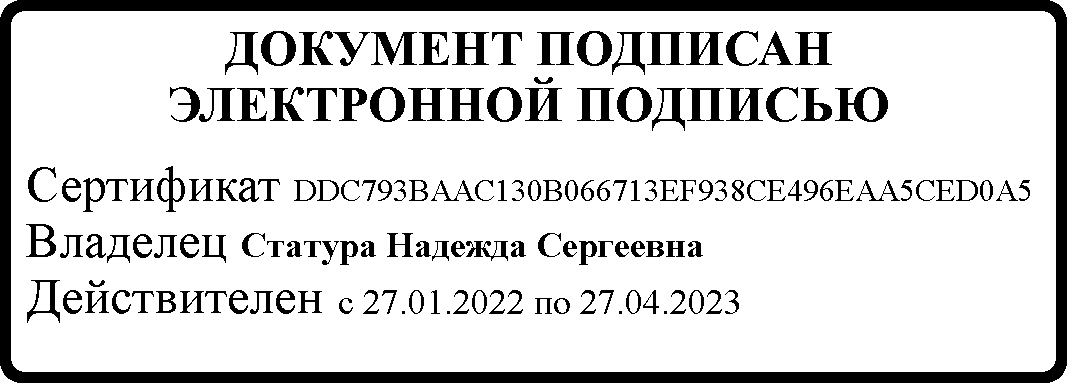 ДОКУМЕНТ ПОДПИСАН
ЭЛЕКТРОННОЙ ПОДПИСЬЮ
Сертификат DDC793BAAC130B066713EF938CE496EAA5CED0A5
Владелец Статура Надежда Сергеевна
Действителен с 27.01.2022 по 27.04.2023